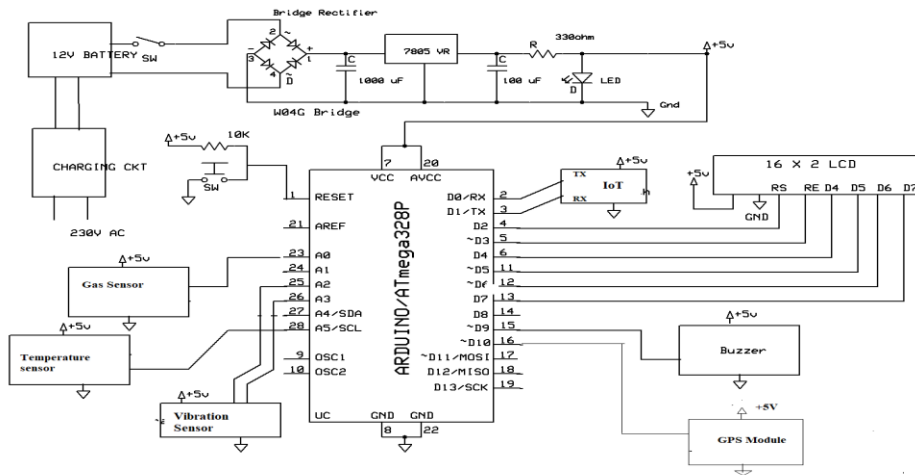 Bridge Rectifier
12V BATTERY
SW
2
~
-
+
3
1
4
~
D
W04G Bridge
C
1000 uF
7805 VR
C
100 uF
R
330ohm
LED
D
+5v
Gnd
CHARGING CKT
230V AC
+5v
10K
SW
7
20
VCC
AVCC
ARDUINO/ATmega328P
1
RESET
21
AREF
23
A0
24
A1
25
A2
26
A3
27
A4/SDA
28
A5/SCL
9
OSC1
10
OSC2
UC
GND
GND
8
22
D0/RX
2
D1/TX
3
D2
4
~D3
5
D4
6
~D5
11
~D6
12
D7
13
D8
14
~D9
15
~D10
16
~D11/MOSI
17
D12/MISO
18
D13/SCK
19
+5v
TX
IoT
RX
16 X 2 LCD
+5v
GND
RS
RE
D4
D5
D6
D7
+5v
Gas Sensor
+5v
Temperature
sensor
+5v
Vibration
Sensor
+5v
Buzzer
+5V
GPS Module